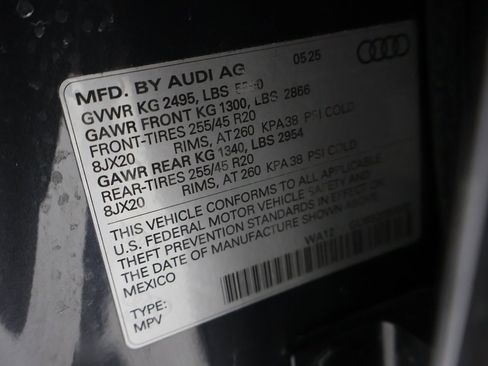 MFD. BY AUDI AG 05 25
GVWR KG 2495, LBS
GAWR FRONT KG 1300, LBS 2866
FRONT-TIRES 255/45 R20
8JX20 RIMS, AT 260 KPA 38 PSI COLD
GAWR REAR KG 1340, LBS 2954
REAR-TIRES 255/45 R20
8JX20 RIMS, AT 260 KPA 38 PSI COLD
THIS VEHICLE CONFORMS TO ALL APPLICABLE
U.S. FEDERAL MOTOR VEHICLE SAFETY AND
THEFT PREVENTION STANDARDS IN EFFECT ON
THE DATE OF MANUFACTURE SHOWN ABOVE.
MEXICO WA12
TYPE:
MPV